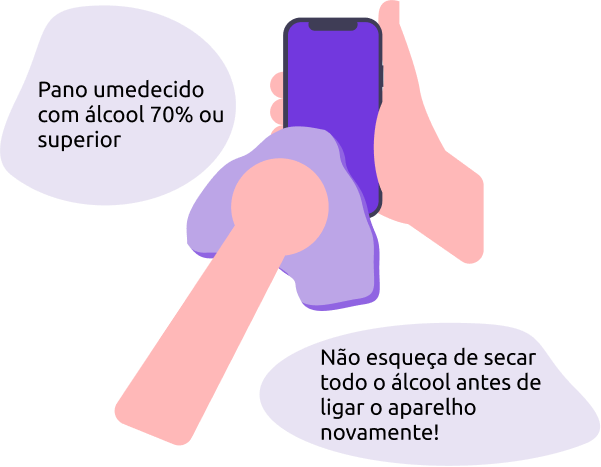 Pano umedecido
com álcool 70% ou
superior
Não esqueça de secar
todo o álcool antes de
ligar o aparelho
novamente!